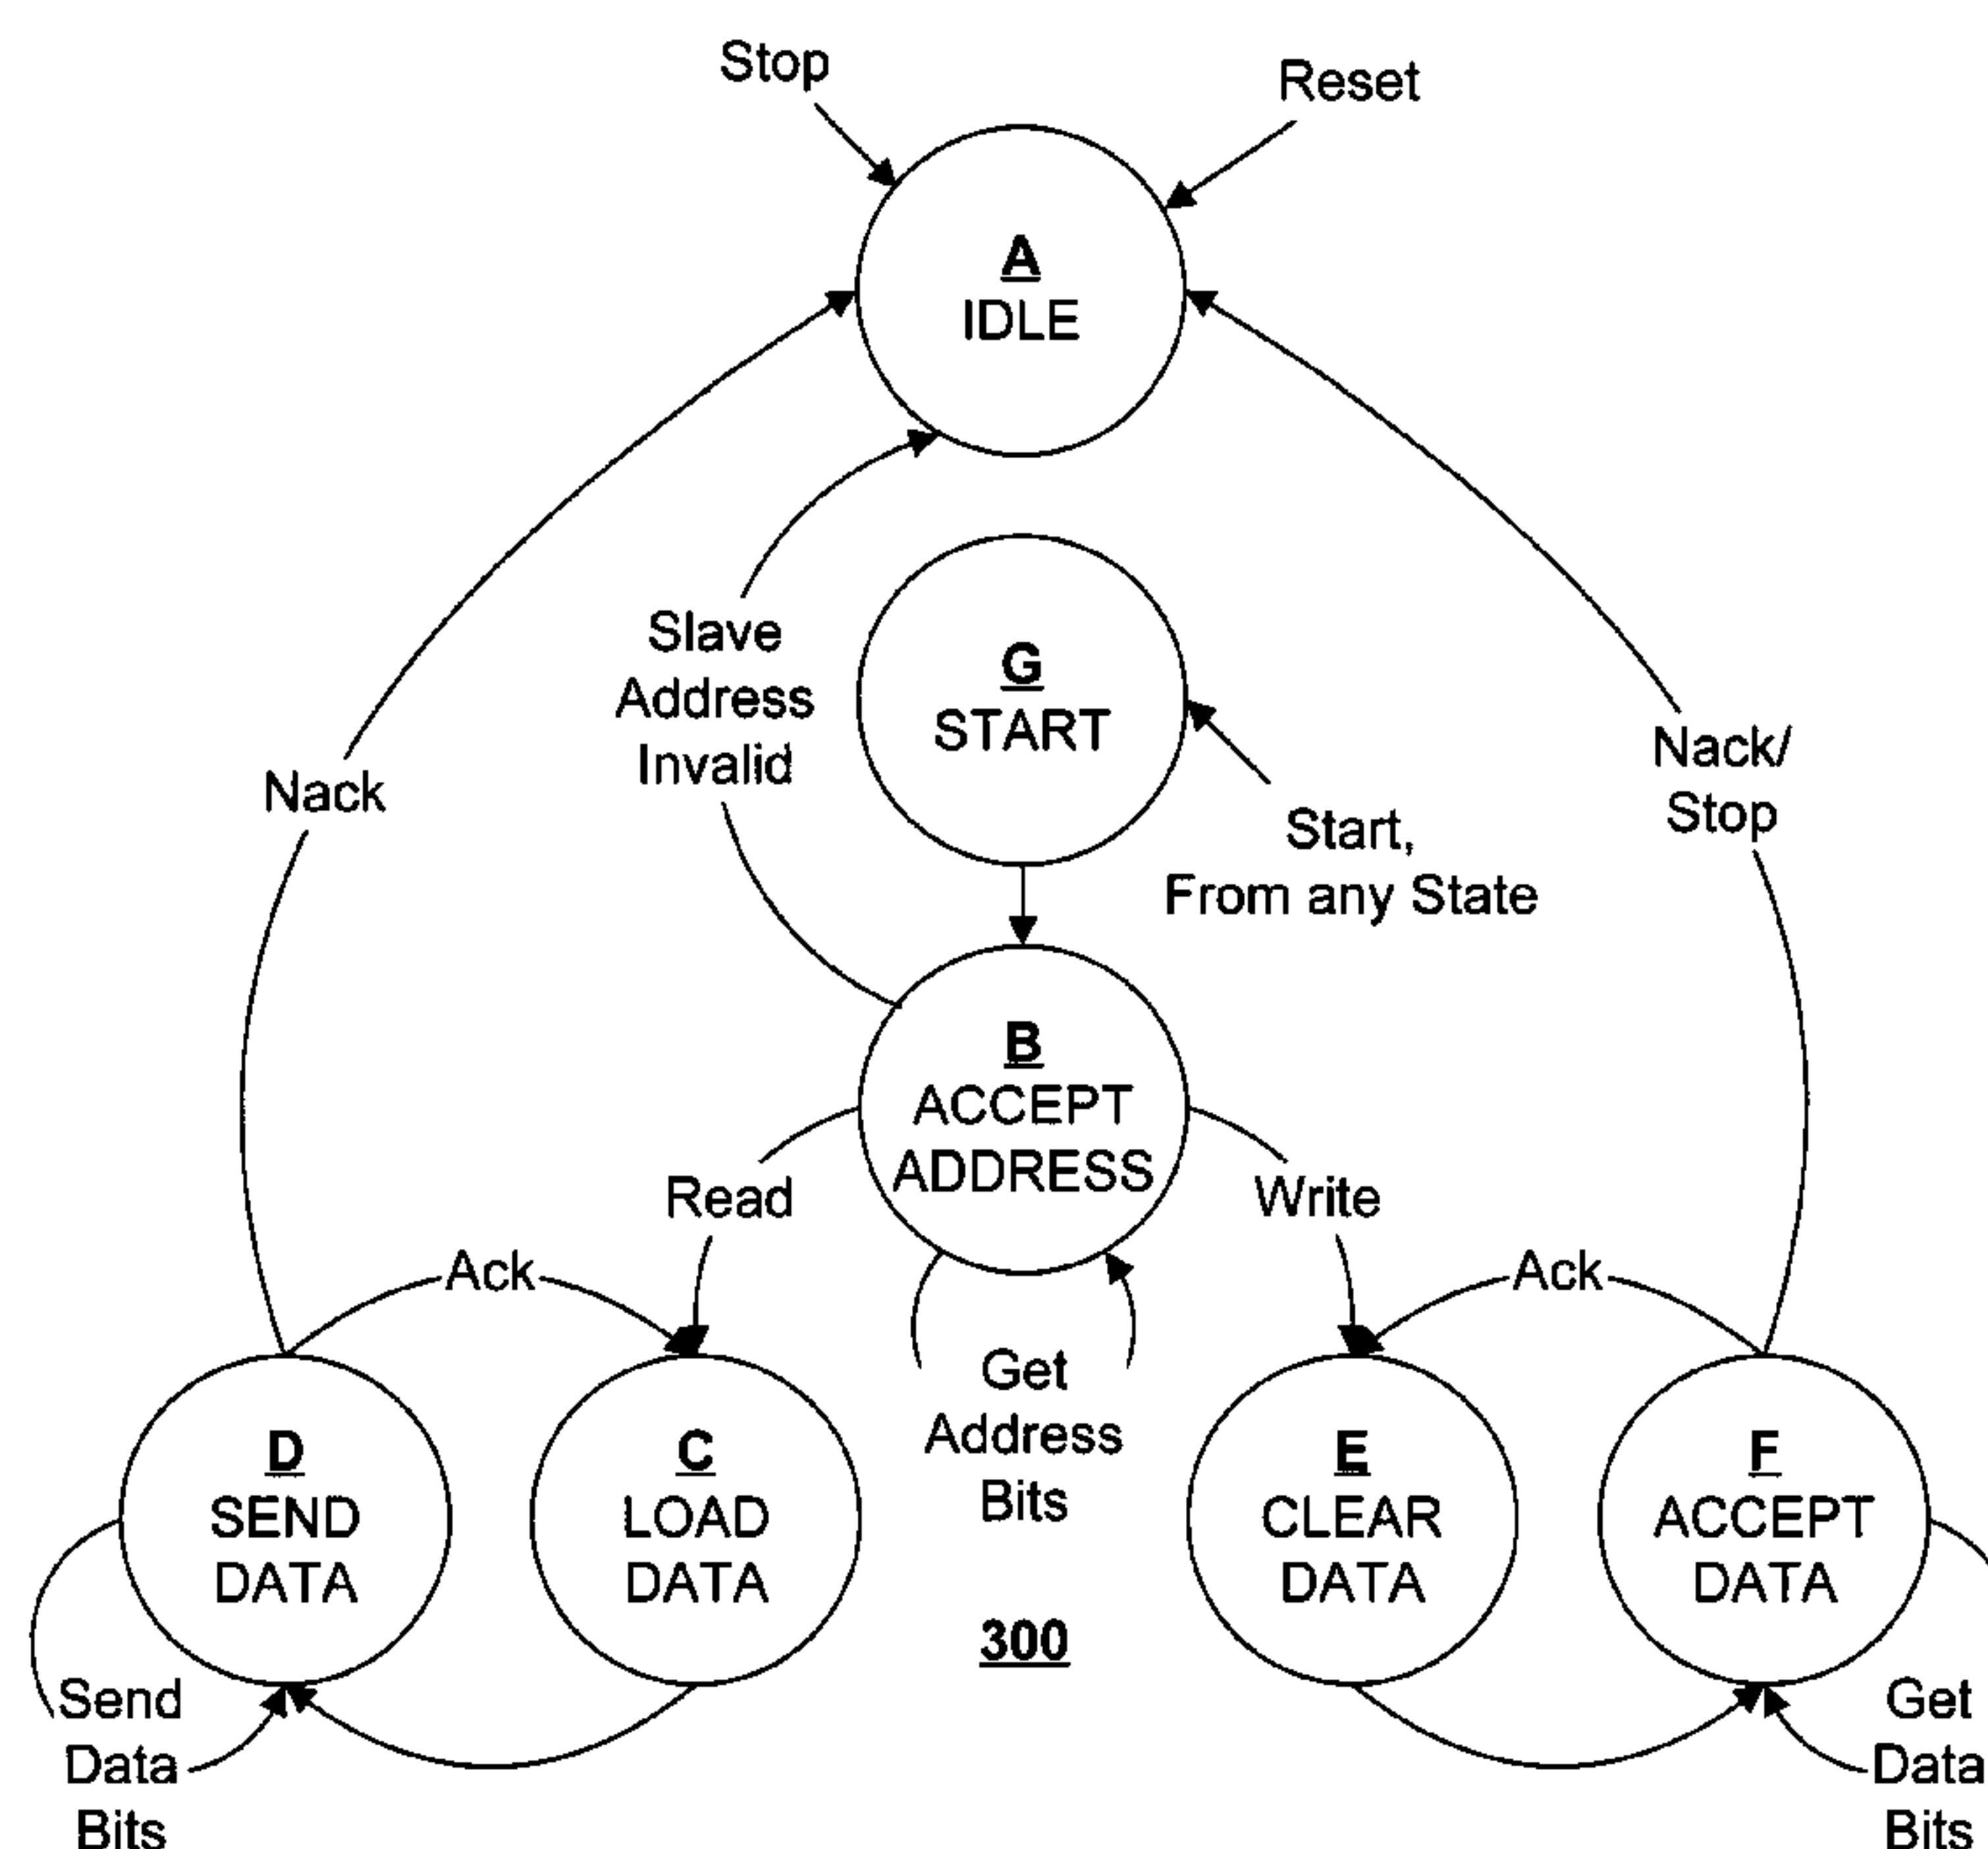 Stop
Reset
A
IDLE
Slave
Address
Invalid
G
START
Nack
Nack/
Stop
Start,
From any State
B
ACCEPT
ADDRESS
Read
Write
Ack
Ack
Get
Address
Bits
D
SEND
DATA
C
LOAD
DATA
E
CLEAR
DATA
F
ACCEPT
DATA
300
Send
Data
Bits
Get
Data
Bits